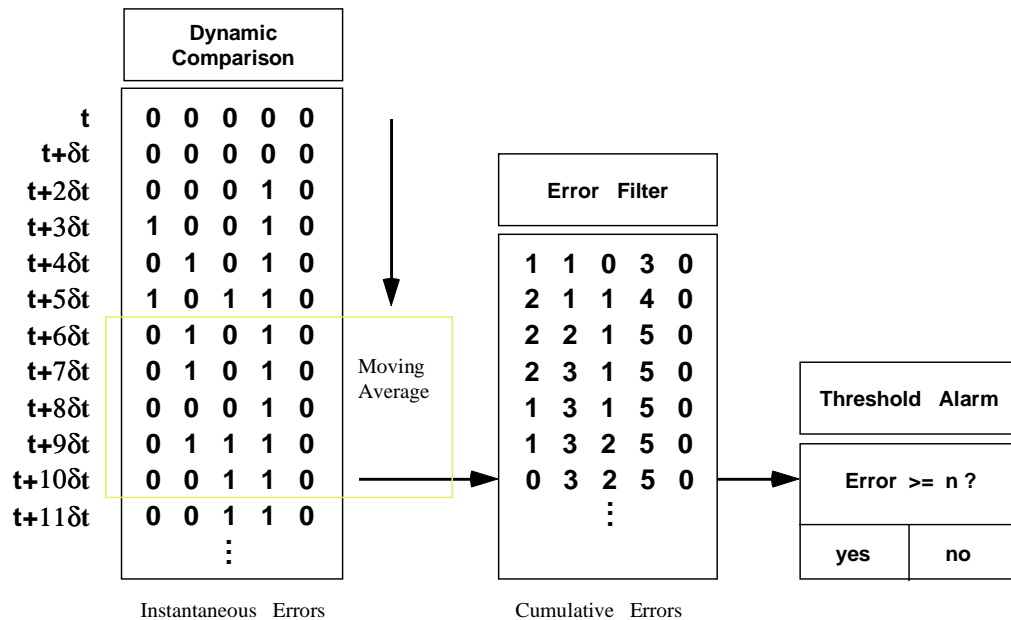 Dynamic
Comparison
t 0 0 0 0 0
t+δt 0 0 0 0 0
t+2δt 0 0 0 1 0
t+3δt 1 0 0 1 0
t+4δt 0 1 0 1 0
t+5δt 1 0 1 1 0
t+6δt 0 1 0 1 0
t+7δt 0 1 0 1 0
t+8δt 0 0 0 1 0
t+9δt 0 1 1 1 0
t+10δt 0 0 1 1 0
t+11δt 0 0 1 1 0
⋮
Instantaneous Errors
Moving
Average
Error Filter
1 1 0 3 0
2 1 1 4 0
2 2 1 5 0
2 3 1 5 0
1 3 1 5 0
1 3 2 5 0
0 3 2 5 0
⋮
Cumulative Errors
Threshold Alarm
Error >= n ?
yes no